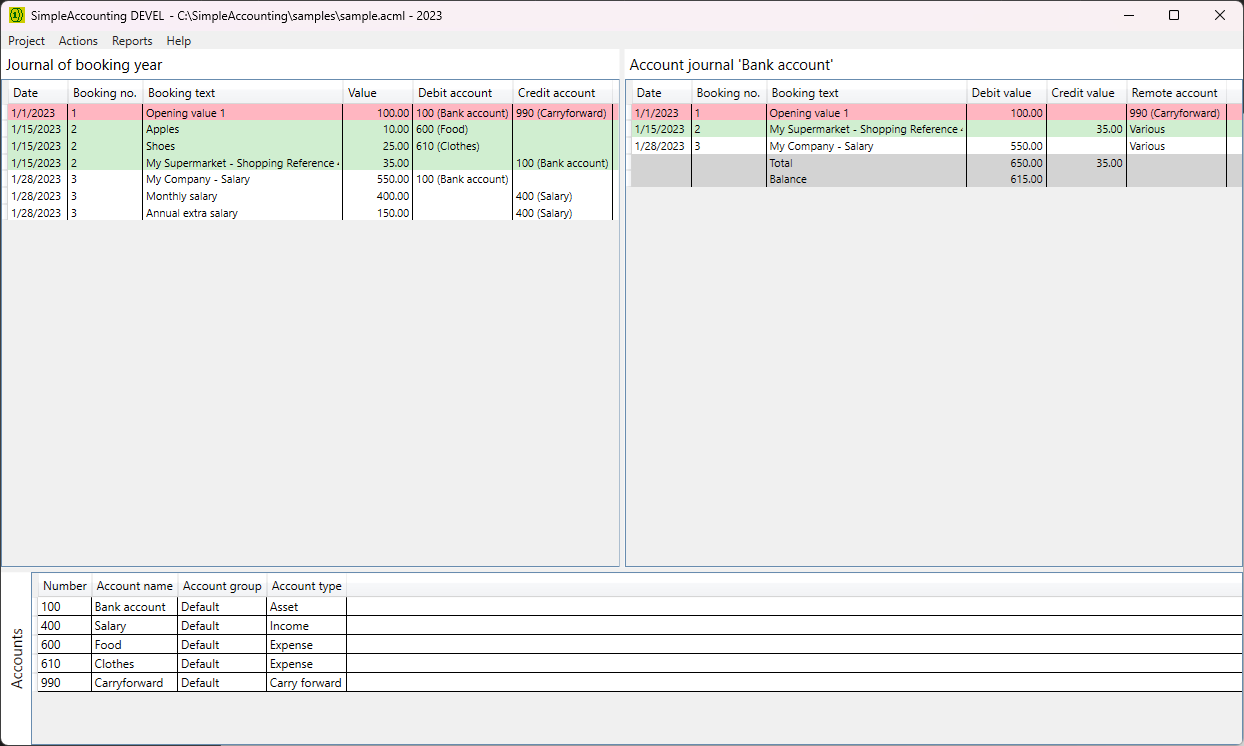 SimpleAccounting DEVEL - C:\SimpleAccounting\samples\sample.acml - 2023
Project Actions Reports Help
Journal of booking year
Date Booking no. Booking text Value Debit account Credit account
1/1/2023 1 Opening value 1 100.00 100 (Bank account) 990 (Carryforward)
1/15/2023 2 Apples 10.00 600 (Food)
1/15/2023 2 Shoes 25.00 610 (Clothes)
1/15/2023 2 My Supermarket - Shopping Reference 35.00 100 (Bank account)
1/28/2023 3 My Company - Salary 550.00 100 (Bank account)
1/28/2023 3 Monthly salary 400.00 400 (Salary)
1/28/2023 3 Annual extra salary 150.00 400 (Salary)
Account journal 'Bank account'
Date Booking no. Booking text Debit value Credit value Remote account
1/1/2023 1 Opening value 1 100.00 990 (Carryforward)
1/15/2023 2 My Supermarket - Shopping Reference 35.00 Various
1/28/2023 3 My Company - Salary 550.00 Various
Total 650.00 35.00
Balance 615.00
Accounts
Number Account name Account group Account type
100 Bank account Default Asset
400 Salary Default Income
600 Food Default Expense
610 Clothes Default Expense
990 Carryforward Default Carry forward